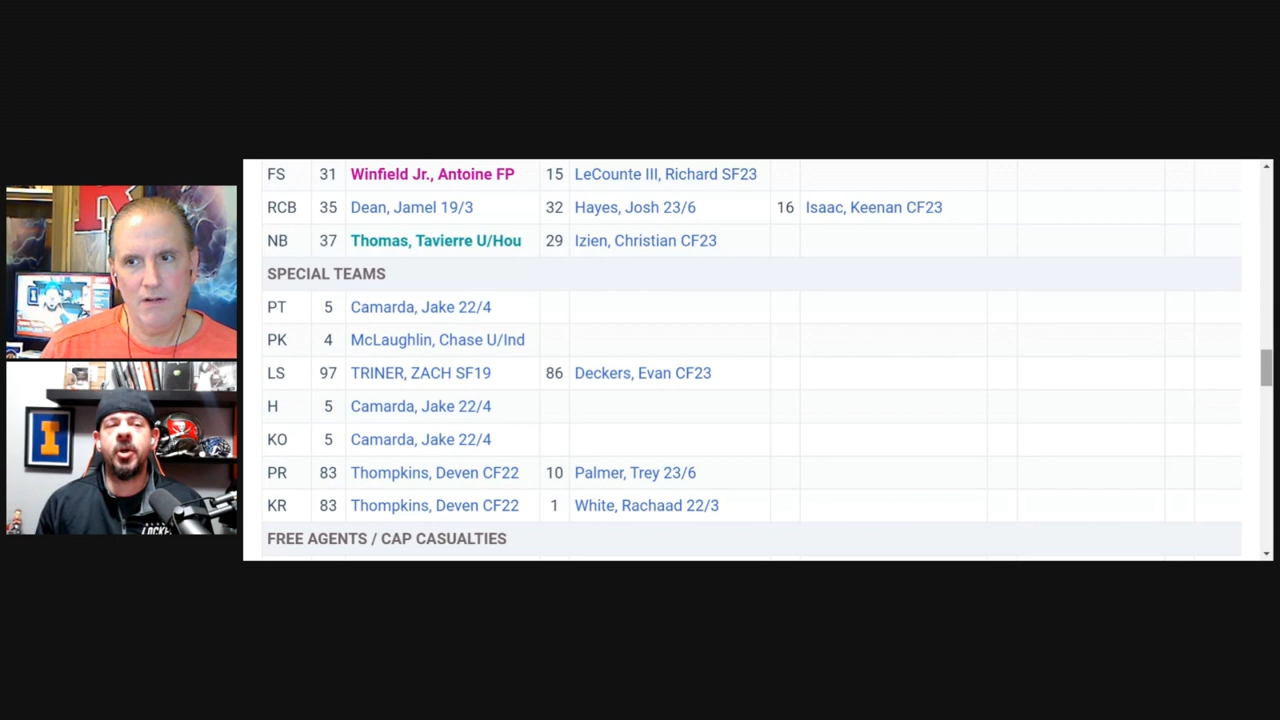 FS 31 Winfield Jr., Antoine FP 15 LeCounte III, Richard SF23
RCB 35 Dean, Jamel 19/3 32 Hayes, Josh 23/6 16 Isaac, Keenan CF23
NB 37 Thomas, Tavierre U/Hou 29 Izien, Christian CF23
SPECIAL TEAMS
PT 5 Camarda, Jake 22/4
PK 4 McLaughlin, Chase U/Ind
LS 97 TRINER, ZACH SF19 86 Deckers, Evan CF23
H 5 Camarda, Jake 22/4
KO 5 Camarda, Jake 22/4
PR 83 Thompkins, Deven CF22 10 Palmer, Trey 23/6
KR 83 Thompkins, Deven CF22 1 White, Rachaad 22/3
FREE AGENTS / CAP CASUALTIES
I